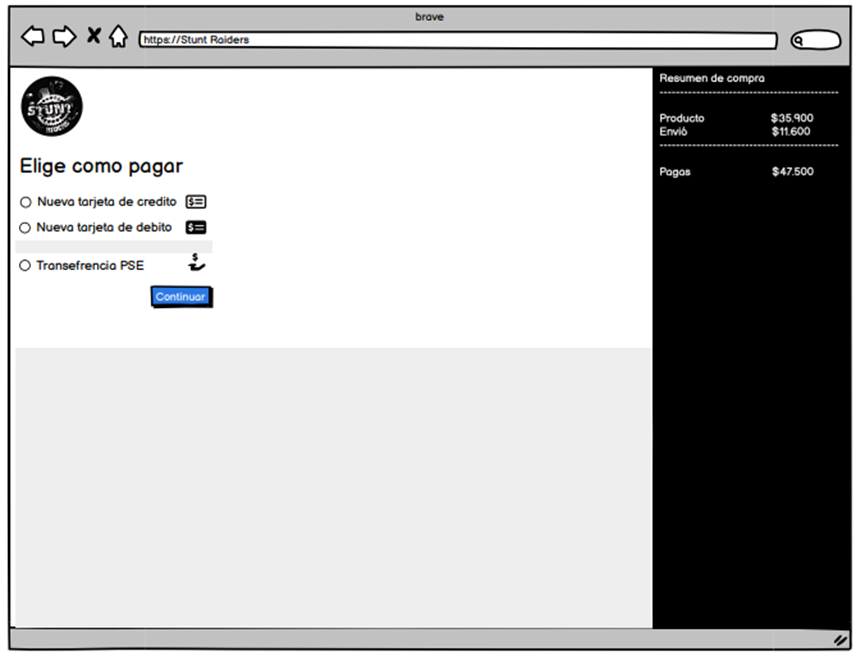 brave
https://Stunt Raiders
STUNT
Elige como pagar
Nueva tarjeta de credito
Nueva tarjeta de debito
Transefrencia PSE
Continuar
Resumen de compra
Producto $35.900
Envió $11.600
Pagas $47.500